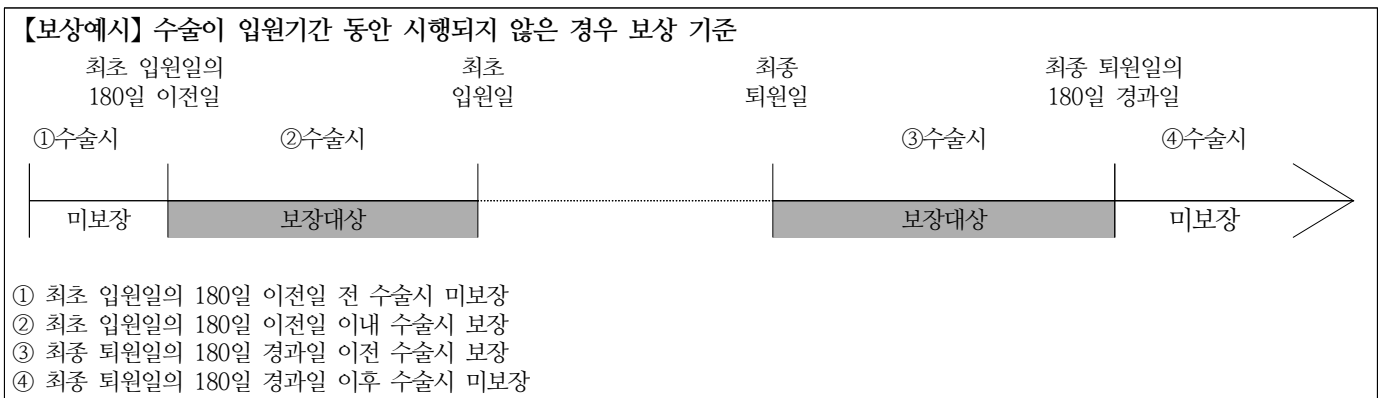 【보상예시】 수술이 입원기간 동안 시행되지 않은 경우 보상 기준
최초 입원일의
180일 이전일
최초
입원일
최종
퇴원일
최종 퇴원일의
180일 경과일
①수술시
②수술시
③수술시
④수술시
미보장
보장대상
보장대상
미보장
① 최초 입원일의 180일 이전일 전 수술시 미보장
② 최초 입원일의 180일 이전일 이내 수술시 보장
③ 최종 퇴원일의 180일 경과일 이전 수술시 보장
④ 최종 퇴원일의 180일 경과일 이후 수술시 미보장